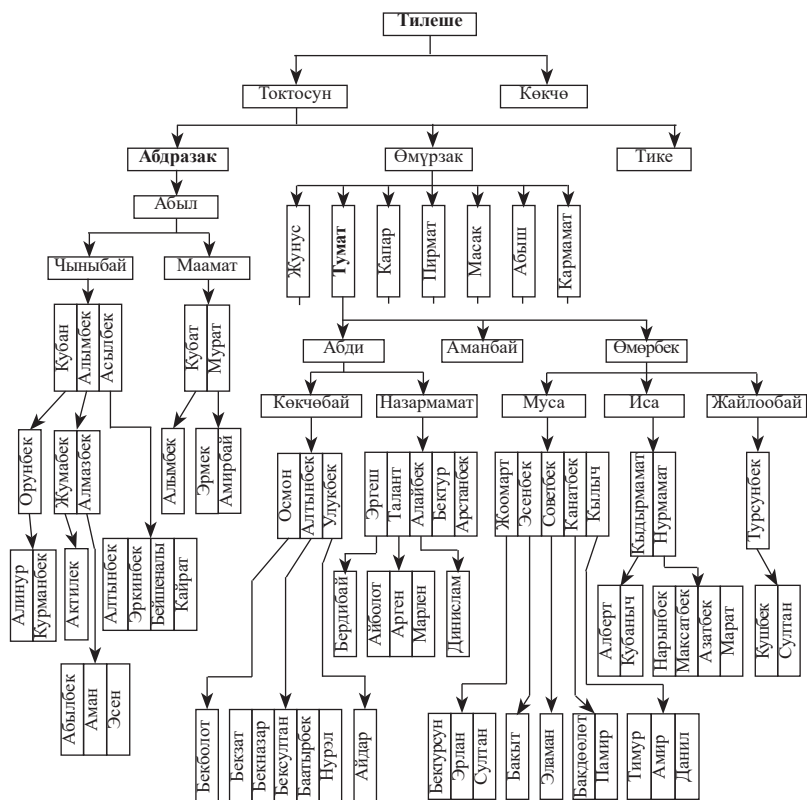 Тилеше
Токтосун
Көкчө
Абдразак
Өмүрзак
Тике
Абыл
Чыныбай
Маамат
Жунус
Тумат
Капар
Пирмат
Масак
Абыш
Кармамат
Кубан
Алымбек
Асылбек
Кубат
Мурат
Абди
Аманбай
Өмөрбек
Көкчөбай
Назармамат
Муса
Иса
Жайлообай
Орунбек
Жумабек
Алмазбек
Алымбек
Эрмек
Амирбай
Осмон
Алтынбек
Улукбек
Эргеш
Талант
Алайбек
Бектур
Арстанбек
Жоомарт
Эсенбек
Советбек
Канатбек
Кылыч
Кыдырмамат
Нурмамат
Турсунбек
Алинур
Курманбек
Актилек
Алтынбек
Эркинбек
Бейшеналы
Кайрат
Бердибай
Айболот
Арген
Марлен
Динислам
Алберт
Кубаныч
Нарынбек
Максатбек
Азатбек
Марат
Кушбек
Султан
Абылбек
Аман
Эсен
Бекболот
Бекзат
Бекназар
Бексултан
Баатырбек
Нурэл
Айдар
Бектурсун
Эрлан
Султан
Бакыт
Эламан
Бакдөөлөт
Памир
Тимур
Амир
Данил